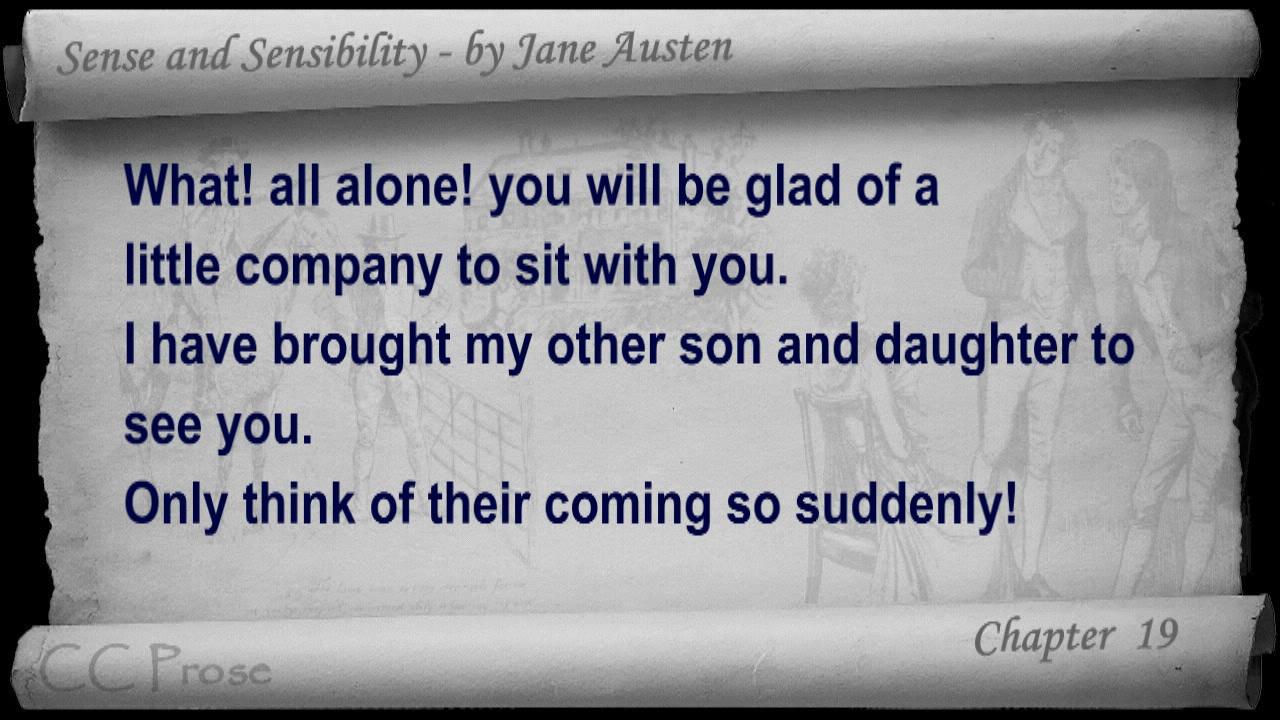 Sense and Sensibility - by Jane Austen
What! all alone! you will be glad of a
little company to sit with you.
I have brought my other son and daughter to
see you.
Only think of their coming so suddenly!
Chapter 19
CC Prose